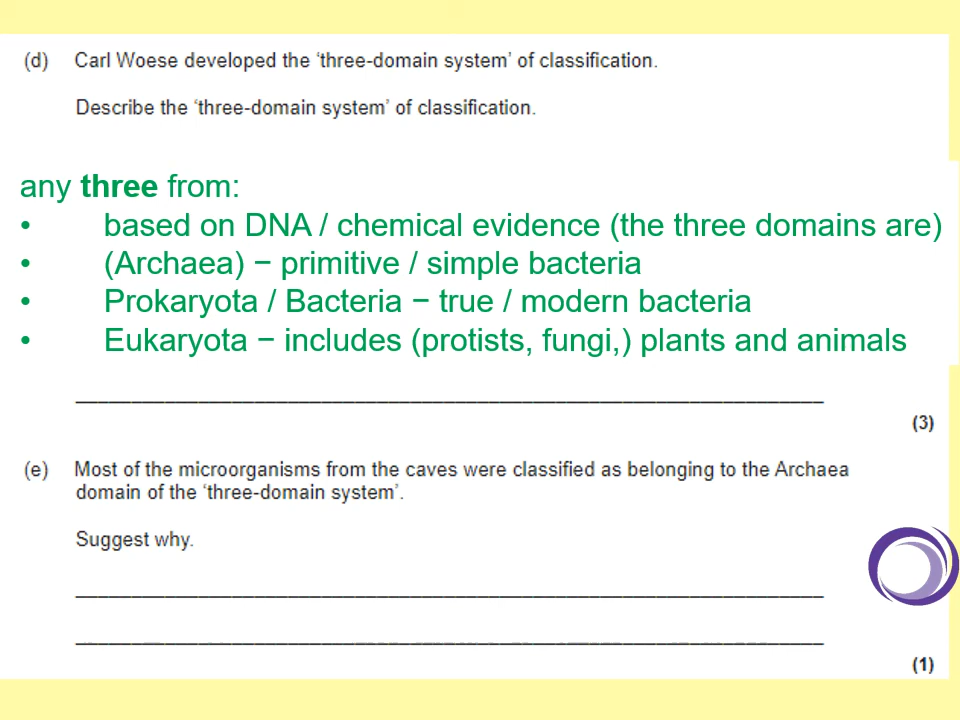 (d) Carl Woese developed the ‘three-domain system’ of classification.
Describe the ‘three-domain system’ of classification.
any three from:
• based on DNA / chemical evidence (the three domains are)
• (Archaea) − primitive / simple bacteria
• Prokaryota / Bacteria − true / modern bacteria
• Eukaryota − includes (protists, fungi,) plants and animals
(3)
(e) Most of the microorganisms from the caves were classified as belonging to the Archaea
domain of the ‘three-domain system’.
Suggest why.
(1)